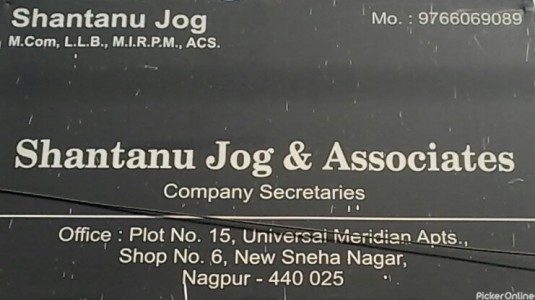 Shantanu Jog
Mo. : 9766069089
M.Com, L.L.B., M.I.R.P.M., ACS.
Shantanu Jog & Associates
Company Secretaries
Office : Plot No. 15, Universal Meridian Apts.,
Shop No. 6, New Sneha Nagar,
Nagpur - 440 025
PickerOnline